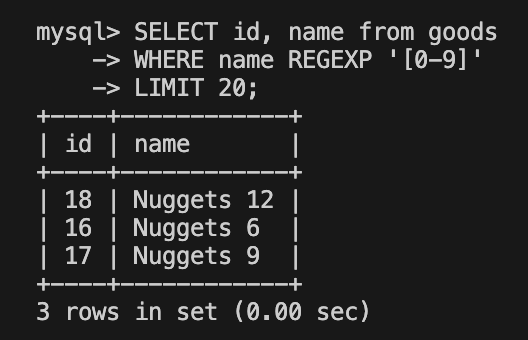 mysql> SELECT id, name from goods
    -> WHERE name REGEXP '[0-9]'
    -> LIMIT 20;
+----+------------+
| id | name       |
+----+------------+
| 18 | Nuggets 12 |
| 16 | Nuggets 6  |
| 17 | Nuggets 9  |
+----+------------+
3 rows in set (0.00 sec)